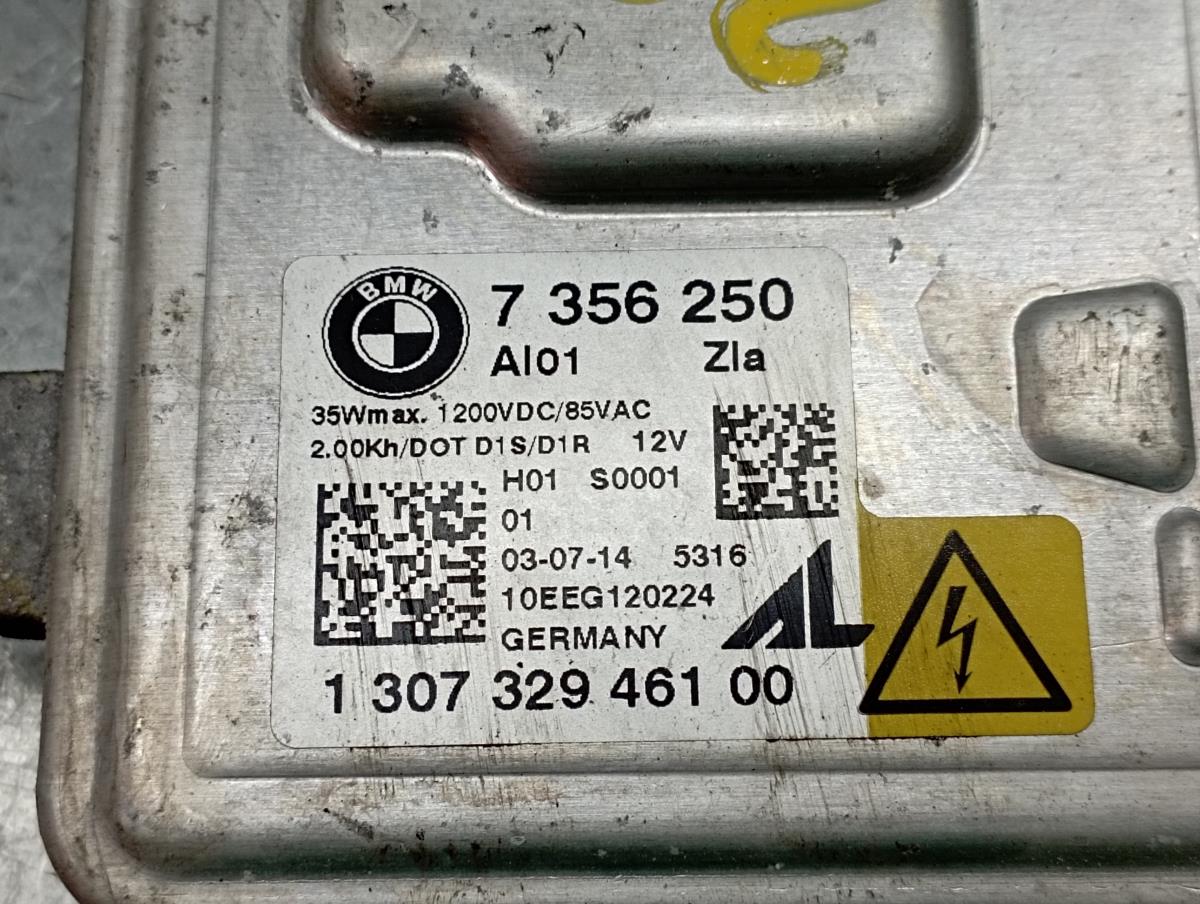 BMW
7 356 250
AI01 ZIa
35Wmax. 1200VDC/85VAC
2.00Kh/DOT D1S/D1R 12V
H01 S0001
01
03-07-14 5316
10EEG120224
AL
GERMANY
1 307 329 461 00